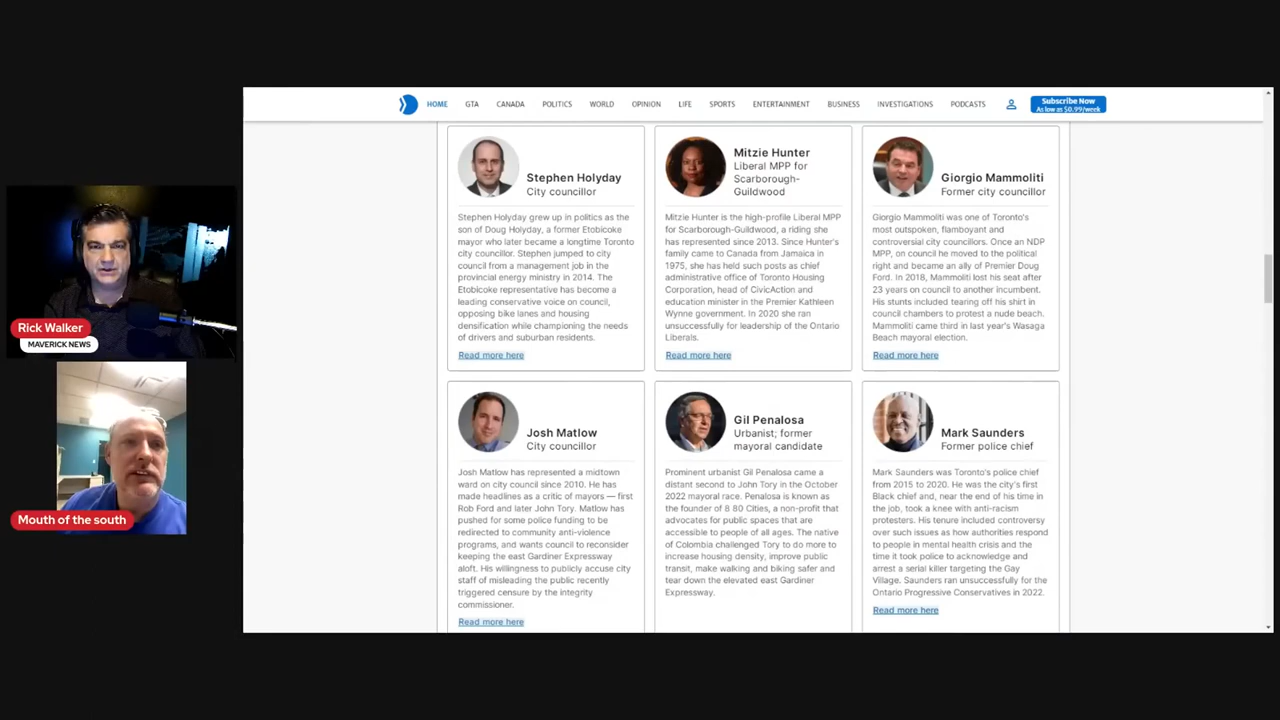 HOME GTA CANADA POLITICS WORLD OPINION LIFE SPORTS ENTERTAINMENT BUSINESS INVESTIGATIONS PODCASTS
Subscribe Now
As low as $0.99/week
Stephen Holyday
City councillor
Stephen Holyday grew up in politics as the
son of Doug Holyday, a former Etobicoke
mayor who later became a longtime Toronto
city councillor. Stephen jumped to city
council from a management job in the
provincial energy ministry in 2014. The
Etobicoke representative has become a
leading conservative voice on council,
opposing bike lanes and housing
densification while championing the needs
of drivers and suburban residents.
Read more here
Mitzie Hunter
Liberal MPP for
Scarborough-
Guildwood
Mitzie Hunter is the high-profile Liberal MPP
for Scarborough-Guildwood, a riding she
has represented since 2013. Since Hunter's
family came to Canada from Jamaica in
1975, she has held such posts as chief
administrative office of Toronto Housing
Corporation, head of CivicAction and
education minister in the Premier Kathleen
Wynne government. In 2020 she ran
unsuccessfully for leadership of the Ontario
Liberals.
Read more here
Giorgio Mammoliti
Former city councillor
Giorgio Mammoliti was one of Toronto's
most outspoken, flamboyant and
controversial city councillors. Once an NDP
MPP, on council he moved to the political
right and became an ally of Premier Doug
Ford. In 2018, Mammoliti lost his seat after
23 years on council to another incumbent.
His stunts included tearing off his shirt in
council chambers to protest a nude beach.
Mammoliti came third in last year's Wasaga
Beach mayoral election.
Read more here
Rick Walker
MAVERICK NEWS
Mouth of the south
Josh Matlow
City councillor
Josh Matlow has represented a midtown
ward on city council since 2010. He has
made headlines as a critic of mayors — first
Rob Ford and later John Tory. Matlow has
pushed for some police funding to be
redirected to community anti-violence
programs, and wants council to reconsider
keeping the east Gardiner Expressway
aloft. His willingness to publicly accuse city
staff of misleading the public recently
triggered censure by the integrity
commissioner.
Read more here
Gil Penalosa
Urbanist; former
mayoral candidate
Prominent urbanist Gil Penalosa came a
distant second to John Tory in the October
2022 mayoral race. Penalosa is known as
the founder of 8 80 Cities, a non-profit that
advocates for public spaces that are
accessible to people of all ages. The native
of Colombia challenged Tory to do more to
increase housing density, improve public
transit, make walking and biking safer and
tear down the elevated east Gardiner
Expressway.
Mark Saunders
Former police chief
Mark Saunders was Toronto's police chief
from 2015 to 2020. He was the city's first
Black chief and, near the end of his time in
the job, took a knee with anti-racism
protesters. His tenure included controversy
over such issues as how authorities respond
to people in mental health crisis and the
time it took police to acknowledge and
arrest a serial killer targeting the Gay
Village. Saunders ran unsuccessfully for the
Ontario Progressive Conservatives in 2022.
Read more here